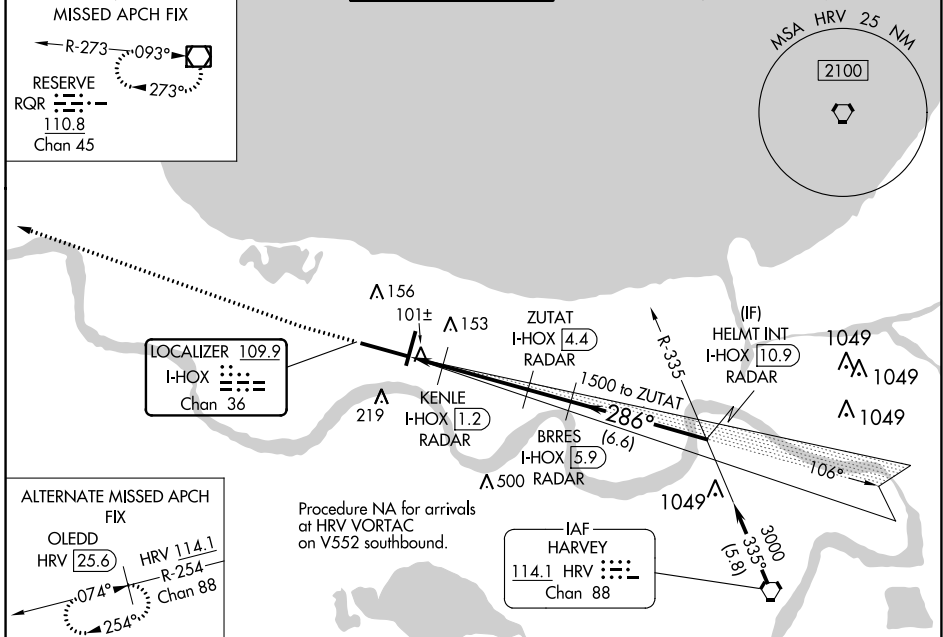 MISSED APCH FIX
R-273
093°
273°
RESERVE
RQR
110.8
Chan 45
MSA HRV 25 NM
2100
156
101±
153
ZUTAT
I-HOX 4.4
RADAR
R-335
(IF)
HELMT INT
I-HOX 10.9
RADAR
1049
1049
1049
LOCALIZER 109.9
I-HOX
Chan 36
219
KENLE
I-HOX 1.2
RADAR
1500 to ZUTAT
286°
(6.6)
BRRES
I-HOX 5.9
RADAR
500
106°
1049
ALTERNATE MISSED APCH
FIX
OLEDD
HRV 25.6
HRV 114.1
R-254
Chan 88
074°
254°
Procedure NA for arrivals
at HRV VORTAC
on V552 southbound.
IAF
HARVEY
114.1 HRV
Chan 88
3000
335°
(5.8)